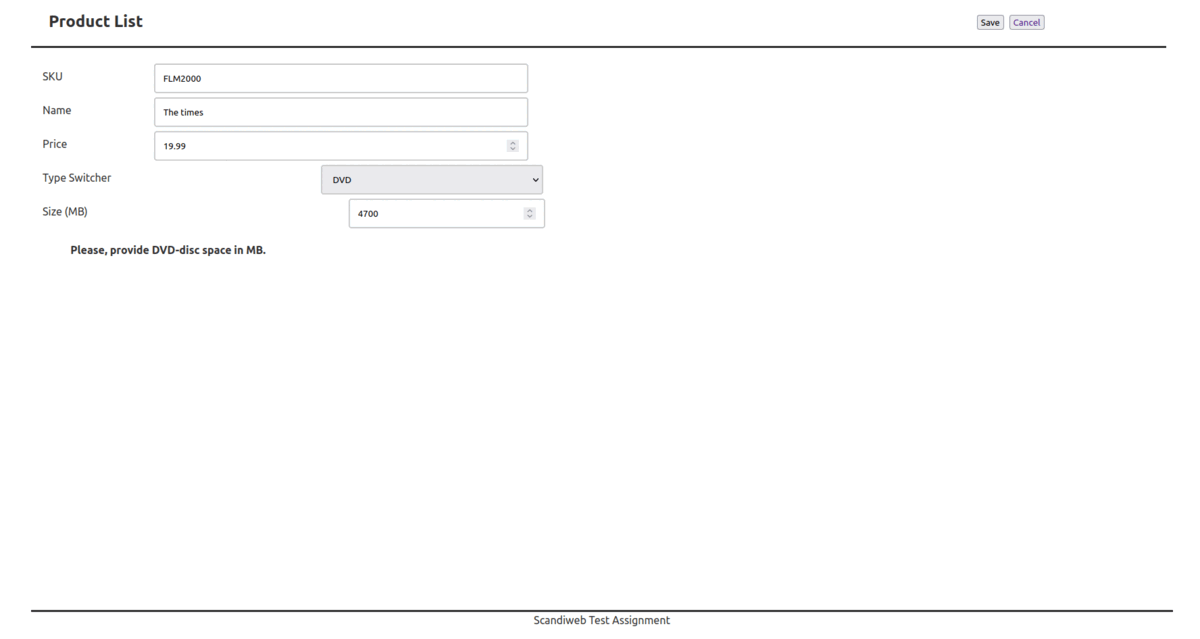 Product List
Save Cancel
SKU FLM2000
Name The times
Price 19.99
Type Switcher DVD
Size (MB) 4700
Please, provide DVD-disc space in MB.
Scandiweb Test Assignment